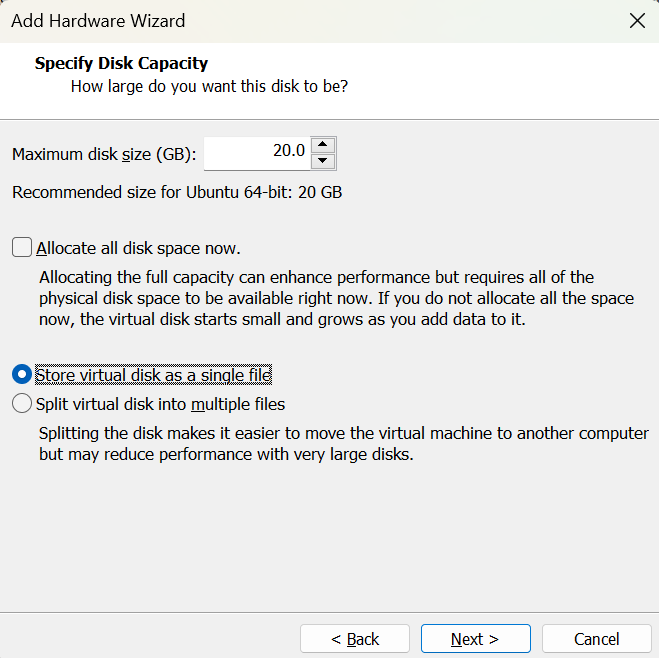 Add Hardware Wizard
Specify Disk Capacity
How large do you want this disk to be?
Maximum disk size (GB): 20.0
Recommended size for Ubuntu 64-bit: 20 GB
Allocate all disk space now.
Allocating the full capacity can enhance performance but requires all of the
physical disk space to be available right now. If you do not allocate all the space
now, the virtual disk starts small and grows as you add data to it.
Store virtual disk as a single file
Split virtual disk into multiple files
Splitting the disk makes it easier to move the virtual machine to another computer
but may reduce performance with very large disks.
< Back Next > Cancel